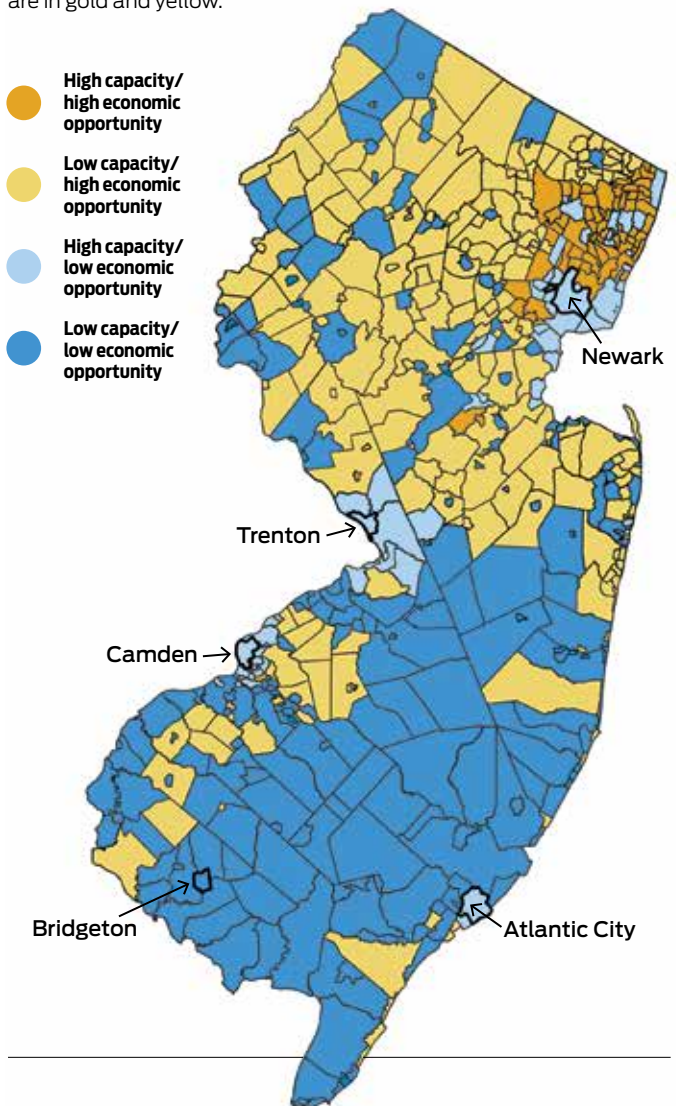 are in gold and yellow.
High capacity/
high economic
opportunity
Low capacity/
high economic
opportunity
High capacity/
low economic
opportunity
Low capacity/
low economic
opportunity
Newark
Trenton
Camden
Bridgeton
Atlantic City